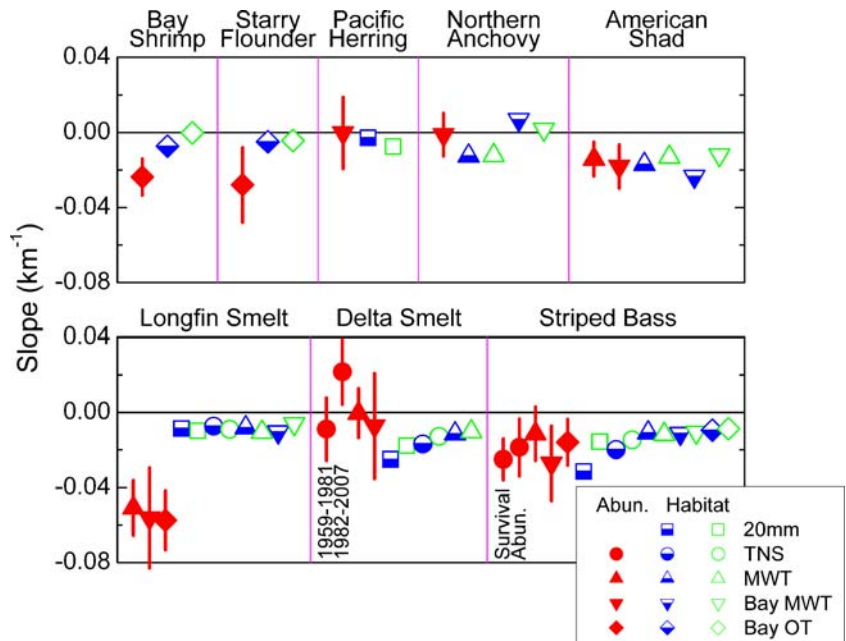 Bay Shrimp
Starry Flounder
Pacific Herring
Northern Anchovy
American Shad
0.04
0.00
-0.04
-0.08
Slope (km-1)
Longfin Smelt
Delta Smelt
Striped Bass
0.04
0.00
-0.04
-0.08
1959-1981
1982-2007
Survival
Abun.
Abun. Habitat
20mm
TNS
MWT
Bay MWT
Bay OT